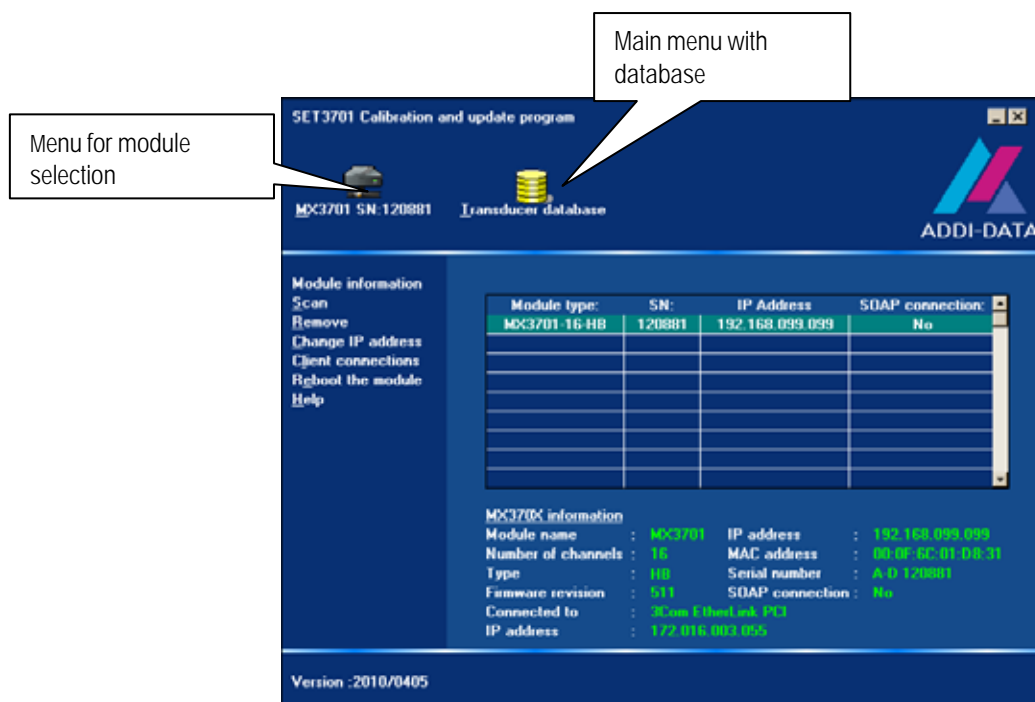 Main menu with
database
Menu for module
selection
SET3701 Calibration and update program
MX3701 SN:120881
Transducer database
ADDI-DATA
Module information
Scan
Remove
Change IP address
Client connections
Reboot the module
Help
Module type: SN: IP Address SOAP connection:
MX3701-16-HB 120881 192.168.099.099 No
MX370X information
Module name : MX3701 IP address : 192.168.099.099
Number of channels : 16 MAC address : 00:0F:6C:01:D8:31
Type : HB Serial number : A-D 120881
Firmware revision : 511 SOAP connection : No
Connected to : 3Com EtherLink PCI
IP address : 172.016.003.055
Version :2010/0405